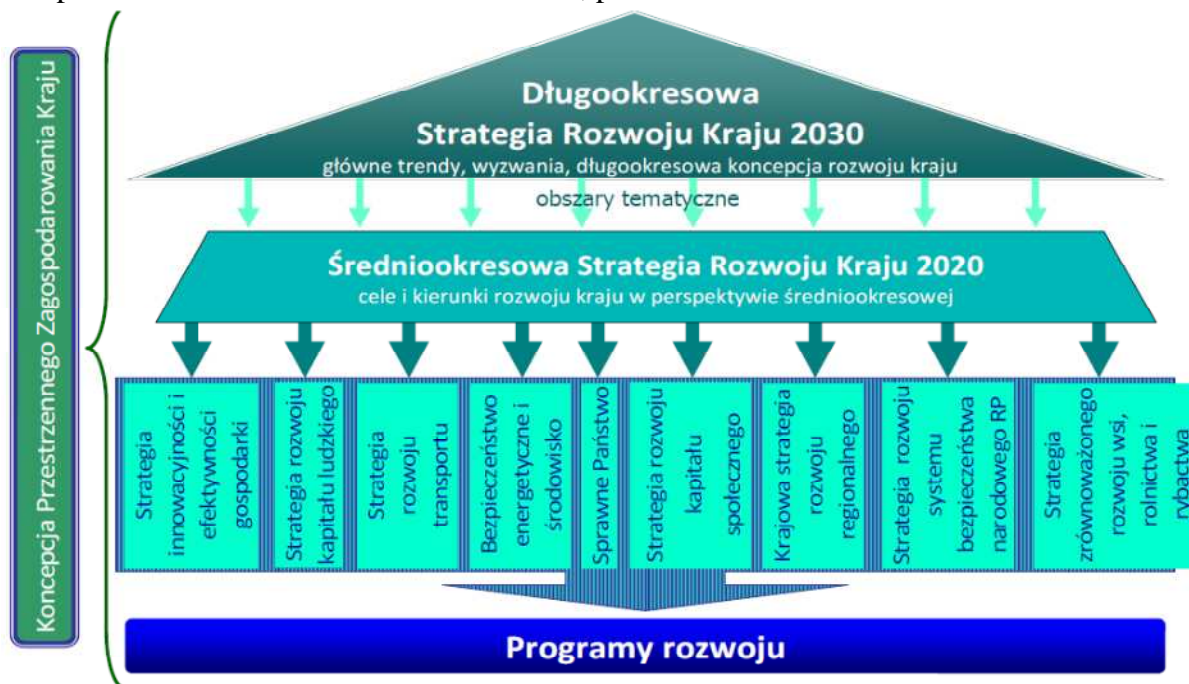 Koncepcja Przestrzennego Zagospodarowania Kraju
Długookresowa
Strategia Rozwoju Kraju 2030
główne trendy, wyzwania, długookresowa koncepcja rozwoju kraju
obszary tematyczne
Średniookresowa Strategia Rozwoju Kraju 2020
cele i kierunki rozwoju kraju w perspektywie średniookresowej
Strategia
innowacyjności i
efektywności
gospodarki
Strategia rozwoju
kapitału ludzkiego
Strategia
rozwoju
transportu
Bezpieczeństwo
energetyczne i
środowisko
Sprawne Państwo
Strategia rozwoju
kapitału
społecznego
Krajowa strategia
rozwoju
regionalnego
Strategia rozwoju
systemu
bezpieczeństwa
narodowego RP
Strategia
zrównoważonego
rozwoju wsi,
rolnictwa i
rybactwa
Programy rozwoju